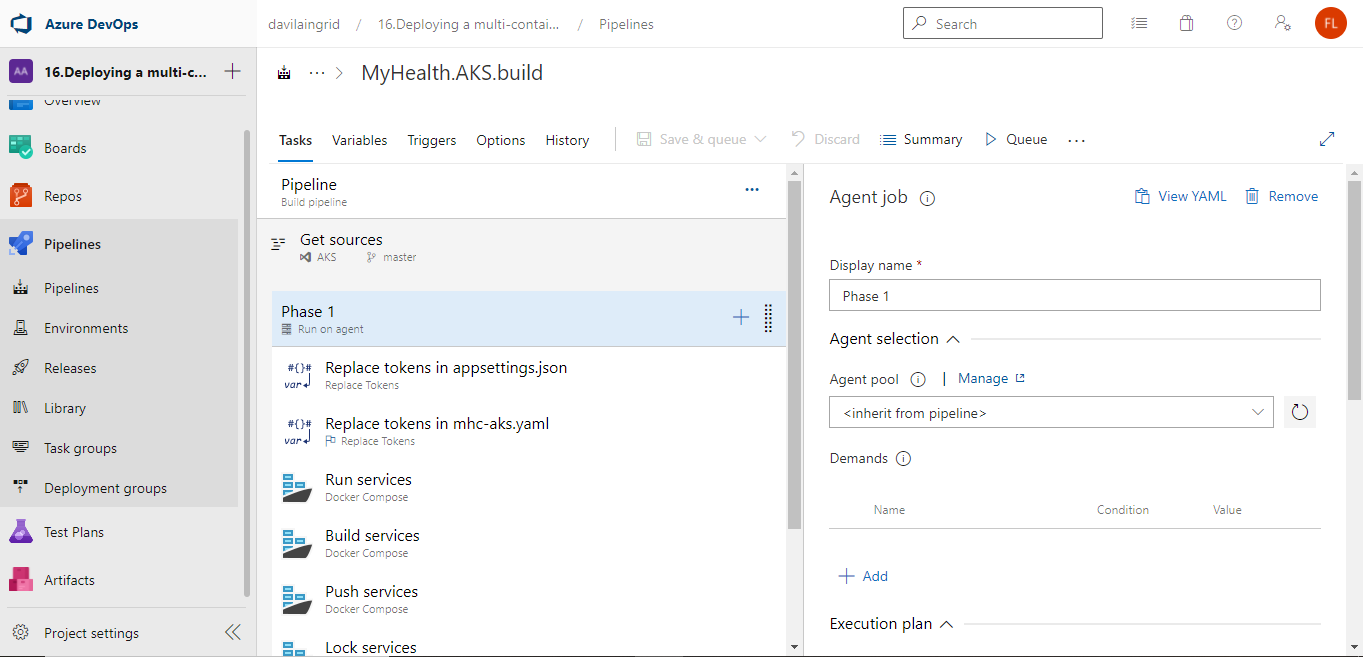 Azure DevOps
davilaingrid / 16.Deploying a multi-contai... / Pipelines
Search
FL
AA
16.Deploying a multi-c...
MyHealth.AKS.build
Overview
Boards
Repos
Pipelines
Pipelines
Environments
Releases
Library
Task groups
Deployment groups
Test Plans
Artifacts
Project settings
Tasks
Variables
Triggers
Options
History
Save & queue
Discard
Summary
Queue
Pipeline
Build pipeline
Get sources
AKS
master
Phase 1
Run on agent
#{}#
var
Replace tokens in appsettings.json
Replace Tokens
#{}#
var
Replace tokens in mhc-aks.yaml
Replace Tokens
Run services
Docker Compose
Build services
Docker Compose
Push services
Docker Compose
Lock services
Agent job
View YAML
Remove
Display name *
Phase 1
Agent selection
Agent pool
| Manage
<inherit from pipeline>
Demands
Name
Condition
Value
Add
Execution plan